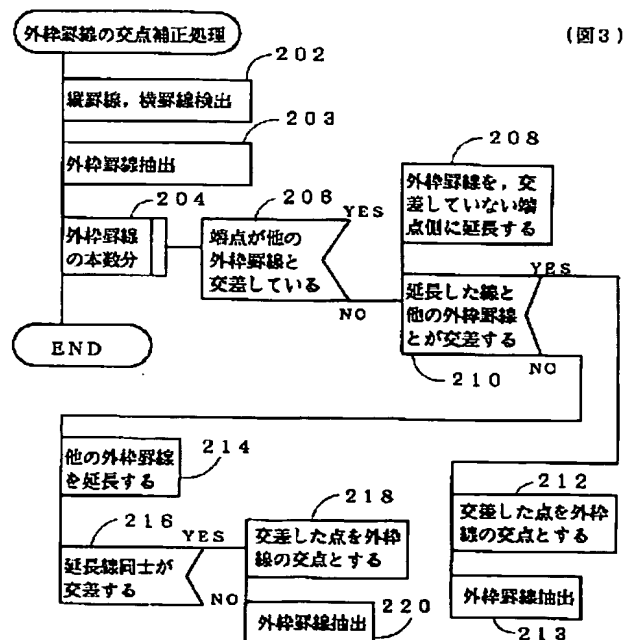 外枠罫線の交点補正処理
(図3)
202
縦罫線,横罫線検出
203
外枠罫線抽出
204
外枠罫線
の本数分
206
端点が他の
外枠罫線と
交差している
YES
NO
208
外枠罫線を,交
差していない端
点側に延長する
延長した線と
他の外枠罫線
とが交差する
YES
NO
210
END
214
他の外枠罫線
を延長する
216
延長線同士が
交差する
YES
NO
218
交差した点を外枠
線の交点とする
220
外枠罫線抽出
212
交差した点を外枠
線の交点とする
外枠罫線抽出
213